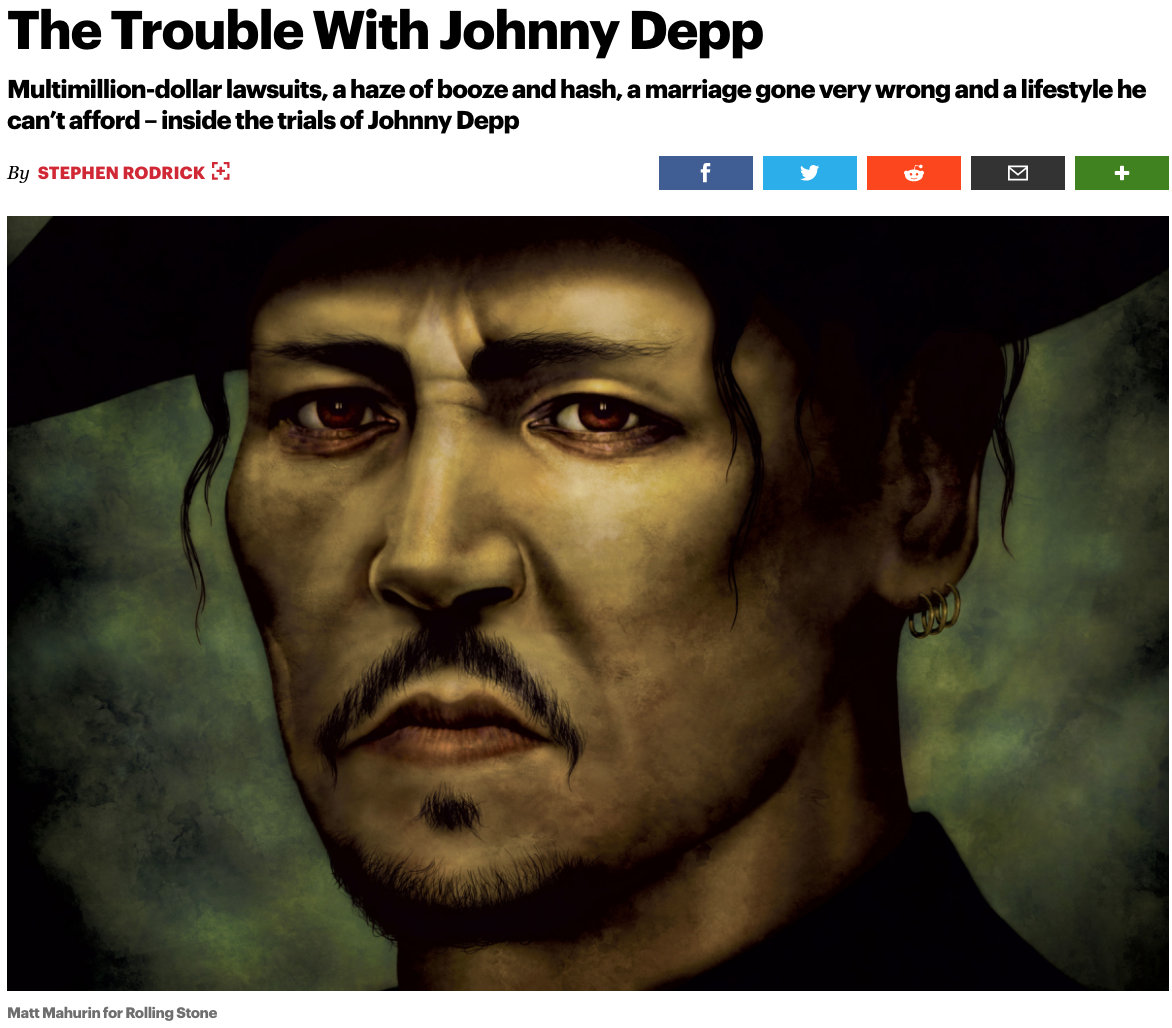 The Trouble With Johnny Depp
Multimillion-dollar lawsuits, a haze of booze and hash, a marriage gone very wrong and a lifestyle he
can't afford – inside the trials of Johnny Depp
By STEPHEN RODRICK
Matt Mahurin for Rolling Stone